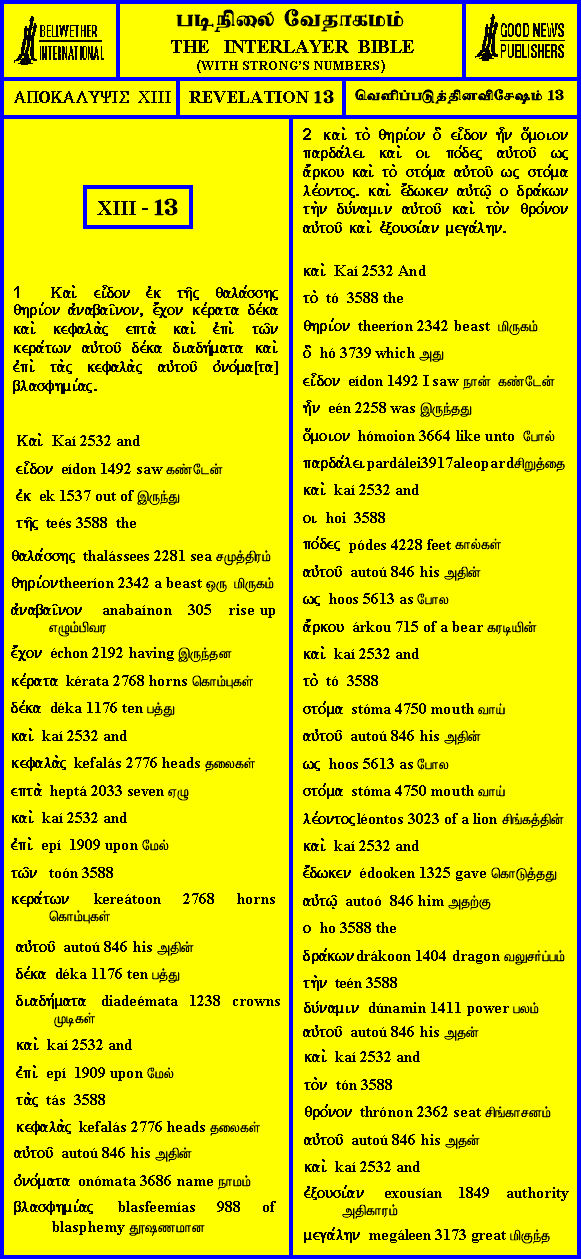 BELLWETHER
INTERNATIONAL
படிநிலை வேதாகமம்
THE INTERLAYER BIBLE
(WITH STRONG'S NUMBERS)
GOOD NEWS
PUBLISHERS
ΑΠΟΚΑΛΥΨΙΣ XIII
REVELATION 13
வெளிப்படுத்தினவிசேஷம் 13
XIII - 13
1 Καὶ εἶδον ἐκ τῆς θαλάσσης
θηρίον ἀναβαῖνον, ἔχον κέρατα δέκα
καὶ κεφαλὰς επτὰ καὶ ἐπὶ τῶν
κεράτων αὐτοῦ δέκα διαδήματα καὶ
ἐπὶ τὰς κεφαλὰς αὐτοῦ ὀνόμα[τα]
βλασφημίας.
Καὶ Kaí 2532 and
εἶδον eídon 1492 saw கண்டேன்
ἐκ ek 1537 out of இருந்து
τῆς teés 3588 the
θαλάσσης thalássees 2281 sea சமுத்திரம்
θηρίον theeríon 2342 a beast ஒரு மிருகம்
ἀναβαῖνον anabaínon 305 rise up
எழும்பிவர
ἔχον échon 2192 having இருந்தன
κέρατα kérata 2768 horns கொம்புகள்
δέκα déka 1176 ten பத்து
καὶ kaí 2532 and
κεφαλὰς kefalás 2776 heads தலைகள்
επτὰ heptá 2033 seven ஏழு
καὶ kaí 2532 and
ἐπὶ epí 1909 upon மேல்
τῶν toón 3588
κεράτων kereátoon 2768 horns
கொம்புகள்
αὐτοῦ autoú 846 his அதின்
δέκα déka 1176 ten பத்து
διαδήματα diadeémata 1238 crowns
முடிகள்
καὶ kaí 2532 and
ἐπὶ epí 1909 upon மேல்
τὰς tás 3588
κεφαλὰς kefalás 2776 heads தலைகள்
αὐτοῦ autoú 846 his அதின்
ὀνόματα onómata 3686 name நாமம்
βλασφημίας blasfeemías 988 of
blasphemy தூஷணமான
2 καὶ τὸ θηρίον ὃ εἶδον ἦν ὅμοιον
παρδάλει καὶ οι πόδες αὐτοῦ ως
ἄρκου καὶ τὸ στόμα αὐτοῦ ως στόμα
λέοντος. καὶ ἔδωκεν αὐτῷ ο δράκων
τὴν δύναμιν αὐτοῦ καὶ τὸν θρόνον
αὐτοῦ καὶ ἐξουσίαν μεγάλην.
καὶ Kaí 2532 And
τὸ tó 3588 the
θηρίον theeríon 2342 beast மிருகம்
ὃ hó 3739 which அது
εἶδον eídon 1492 I saw நான் கண்டேன்
ἦν eén 2258 was இருந்தது
ὅμοιον hómoion 3664 like unto போல்
παρδάλει pardálei3917aleopardசிறுத்தை
καὶ kaí 2532 and
οι hoi 3588
πόδες pódes 4228 feet கால்கள்
αὐτοῦ autoú 846 his அதின்
ως hoos 5613 as போல
ἄρκου árkou 715 of a bear கரடியின்
καὶ kaí 2532 and
τὸ tó 3588
στόμα stóma 4750 mouth வாய்
αὐτοῦ autoú 846 his அதின்
ως hoos 5613 as போல
στόμα stóma 4750 mouth வாய்
λέοντος léontos 3023 of a lion சிங்கத்தின்
καὶ kaí 2532 and
ἔδωκεν édooken 1325 gave கொடுத்தது
αὐτῷ autoó 846 him அதற்கு
ο ho 3588 the
δράκων drákoon 1404 dragon வலுசர்ப்பம்
τὴν teén 3588
δύναμιν dúnamin 1411 power பலம்
αὐτοῦ autoú 846 his அதன்
καὶ kaí 2532 and
τὸν tón 3588
θρόνον thrónon 2362 seat சிங்காசனம்
αὐτοῦ autoú 846 his அதன்
καὶ kaí 2532 and
ἐξουσίαν exousían 1849 authority
அதிகாரம்
μεγάλην megáleen 3173 great மிகுந்த